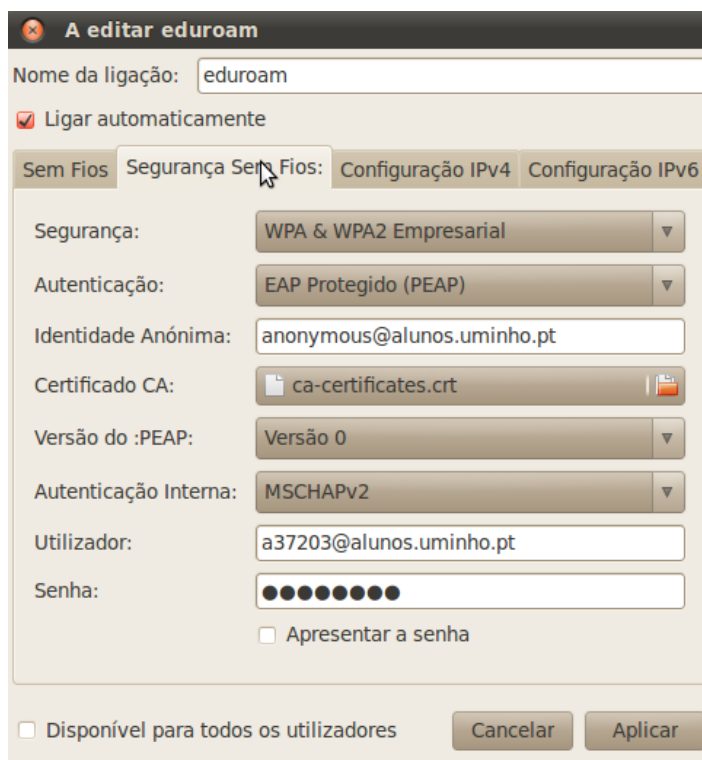 A editar eduroam
Nome da ligação: eduroam
Ligar automaticamente
Sem Fios Segurança Sem Fios: Configuração IPv4 Configuração IPv6
Segurança: WPA & WPA2 Empresarial
Autenticação: EAP Protegido (PEAP)
Identidade Anónima: anonymous@alunos.uminho.pt
Certificado CA: ca-certificates.crt
Versão do :PEAP: Versão 0
Autenticação Interna: MSCHAPv2
Utilizador: a37203@alunos.uminho.pt
Senha: ●●●●●●●●
Apresentar a senha
Disponível para todos os utilizadores Cancelar Aplicar